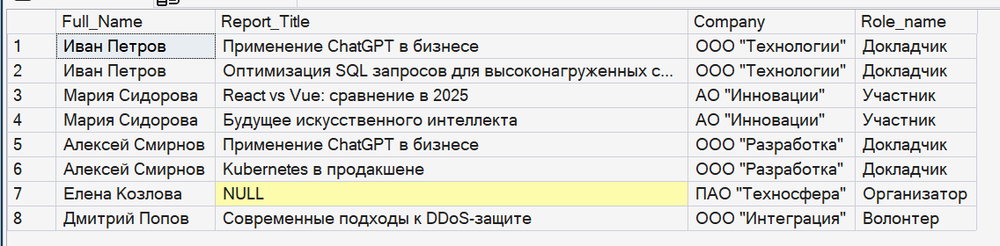 Full_Name Report_Title Company Role_name
1 Иван Петров Применение ChatGPT в бизнесе ООО "Технологии" Докладчик
2 Иван Петров Оптимизация SQL запросов для высоконагруженных с... ООО "Технологии" Докладчик
3 Мария Сидорова React vs Vue: сравнение в 2025 АО "Инновации" Участник
4 Мария Сидорова Будущее искусственного интеллекта АО "Инновации" Участник
5 Алексей Смирнов Применение ChatGPT в бизнесе ООО "Разработка" Докладчик
6 Алексей Смирнов Kubernetes в продакшене ООО "Разработка" Докладчик
7 Елена Козлова NULL ПАО "Техносфера" Организатор
8 Дмитрий Попов Современные подходы к DDoS-защите ООО "Интеграция" Волонтер